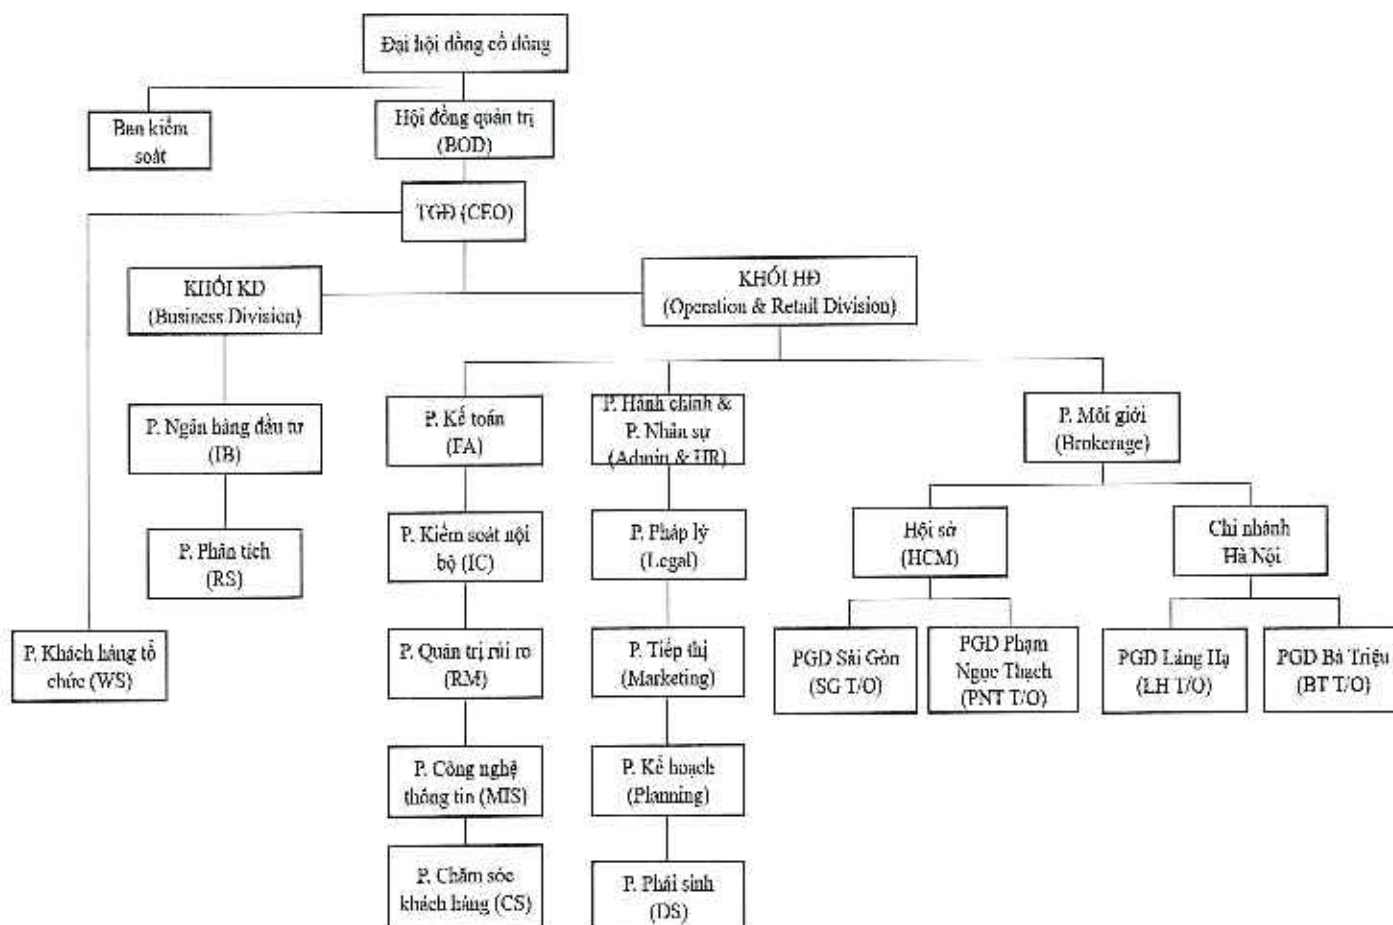 Đại hội đồng cổ đông
Ban kiểm
soát
Hội đồng quản trị
(BOD)
TGĐ (CEO)
KHỐI KD
(Business Division)
KHỐI HĐ
(Operation & Retail Division)
P. Ngân hàng đầu tư
(IB)
P. Phân tích
(RS)
P. Khách hàng tổ
chức (WS)
P. Kế toán
(FA)
P. Kiểm soát nội
bộ (IC)
P. Quản trị rủi ro
(RM)
P. Công nghệ
thông tin (MIS)
P. Chăm sóc
khách hàng (CS)
P. Hành chính &
P. Nhân sự
(Admin & HR)
P. Pháp lý
(Legal)
P. Tiếp thị
(Marketing)
P. Kế hoạch
(Planning)
P. Phái sinh
(DS)
P. Môi giới
(Brokerage)
Hội sở
(HCM)
Chi nhánh
Hà Nội
PGD Sài Gòn
(SG T/O)
PGD Phạm
Ngọc Thạch
(PNT T/O)
PGD Láng Hạ
(LH T/O)
PGD Bà Triệu
(BT T/O)